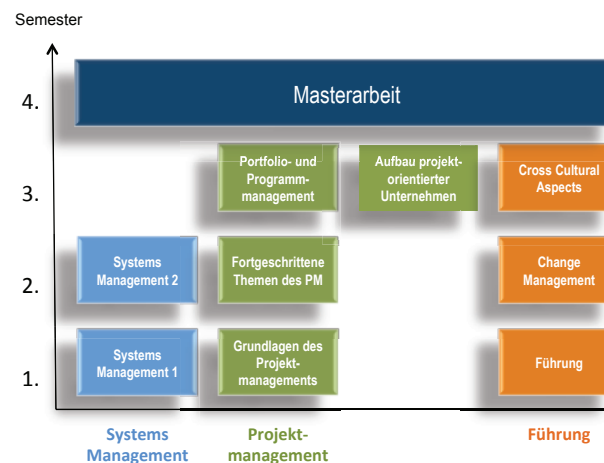 Semester
4.
Masterarbeit
3.
Portfolio- und
Programm-
management
Aufbau projekt-
orientierter
Unternehmen
Cross Cultural
Aspects
2.
Systems
Management 2
Fortgeschrittene
Themen des PM
Change
Management
1.
Systems
Management 1
Grundlagen des
Projekt-
managements
Führung
Systems
Management
Projekt-
management
Führung